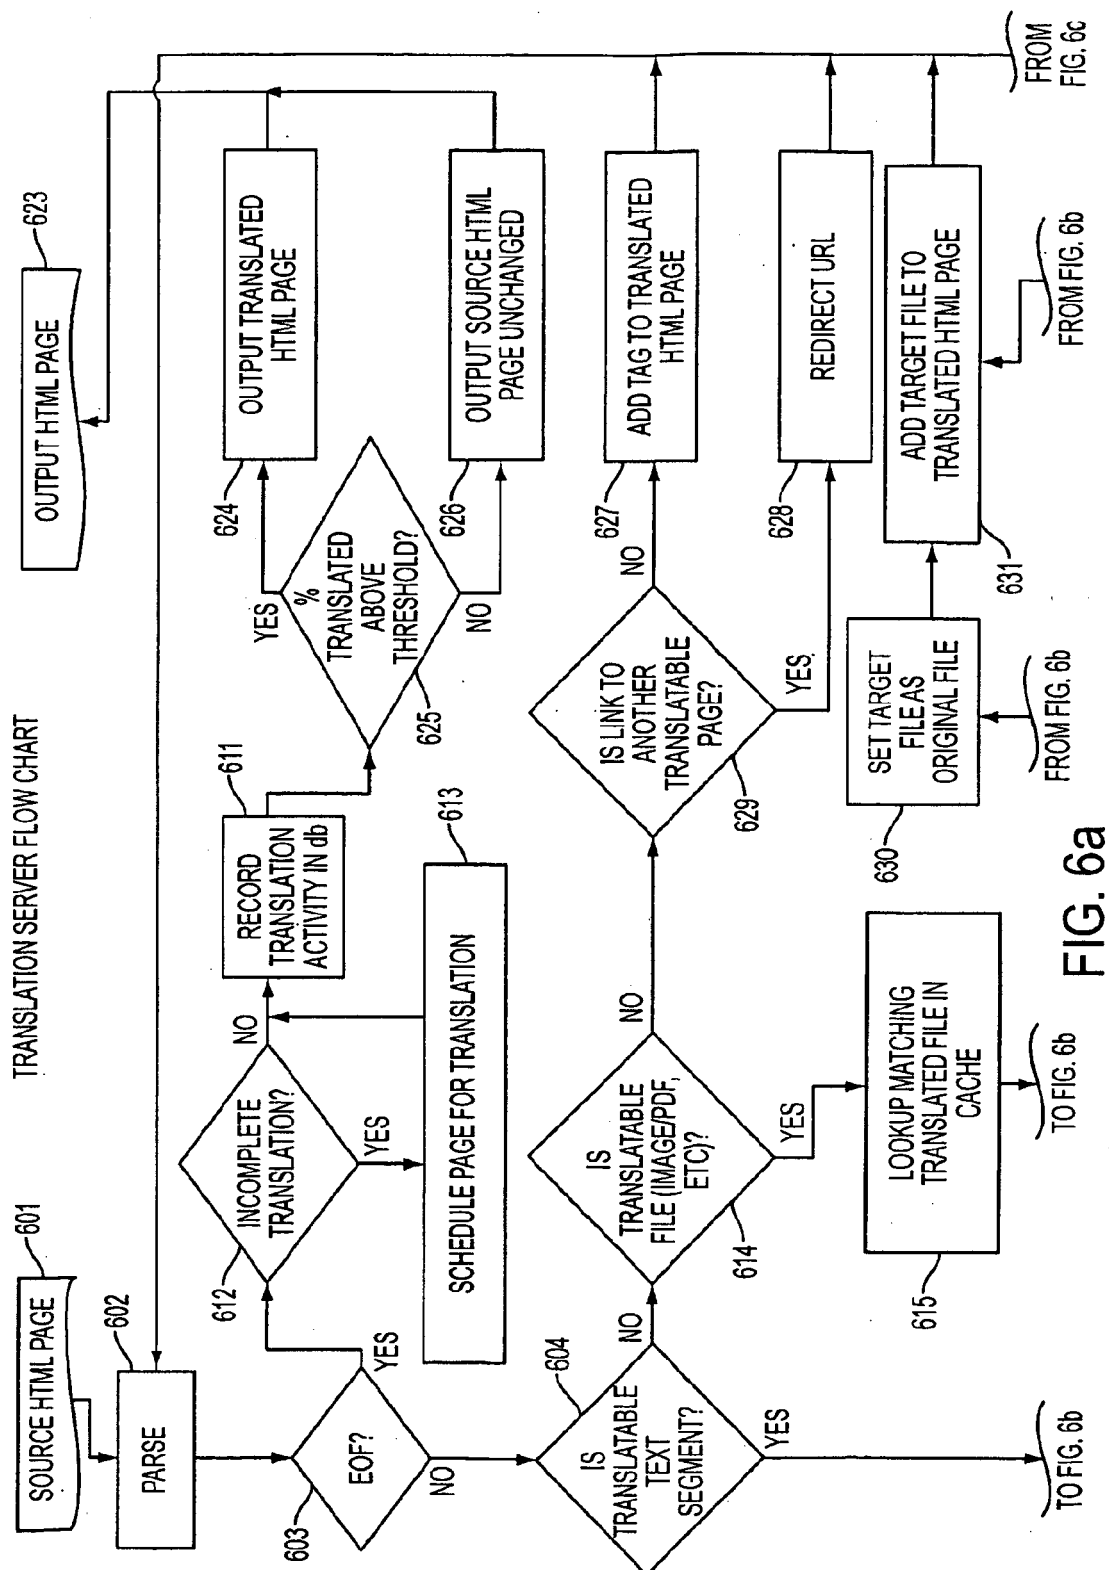 TRANSLATION SERVER FLOW CHART
601
SOURCE HTML PAGE
602
PARSE
603
EOF?
YES
NO
612
INCOMPLETE
TRANSLATION?
NO
YES
611
RECORD
TRANSLATION
ACTIVITY IN db
613
SCHEDULE PAGE FOR TRANSLATION
625
%
TRANSLATED
ABOVE
THRESHOLD?
YES
NO
624
OUTPUT TRANSLATED
HTML PAGE
626
OUTPUT SOURCE HTML
PAGE UNCHANGED
623
OUTPUT HTML PAGE
604
IS
TRANSLATABLE
TEXT
SEGMENT?
NO
YES
TO FIG. 6b
614
IS
TRANSLATABLE
FILE (IMAGE/PDF,
ETC)?
NO
YES
615
LOOKUP MATCHING
TRANSLATED FILE IN
CACHE
TO FIG. 6b
629
IS LINK TO
ANOTHER
TRANSLATABLE
PAGE?
NO
YES
627
ADD TAG TO TRANSLATED
HTML PAGE
628
REDIRECT URL
630
SET TARGET
FILE AS
ORIGINAL FILE
FROM FIG. 6b
631
ADD TARGET FILE TO
TRANSLATED HTML PAGE
FROM FIG. 6b
FROM
FIG. 6c
FIG. 6a